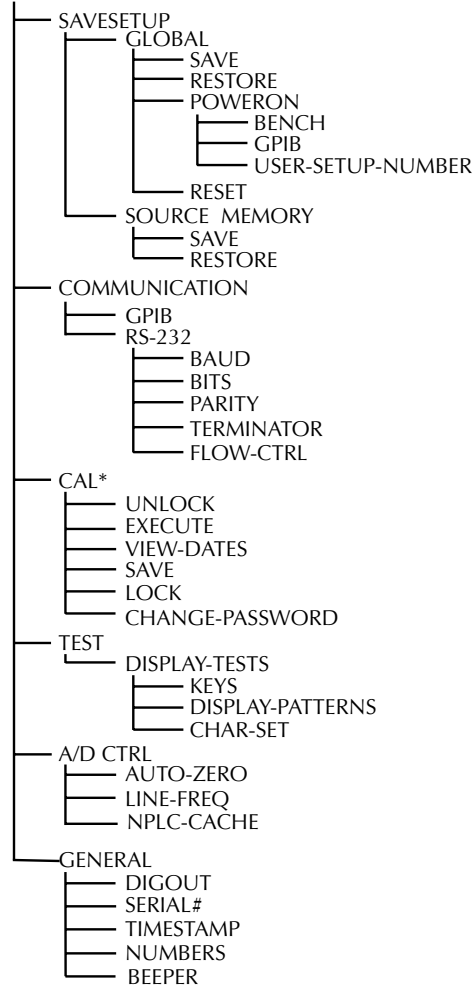 SAVESETUP
GLOBAL
SAVE
RESTORE
POWERON
BENCH
GPIB
USER-SETUP-NUMBER
RESET
SOURCE MEMORY
SAVE
RESTORE
COMMUNICATION
GPIB
RS-232
BAUD
BITS
PARITY
TERMINATOR
FLOW-CTRL
CAL*
UNLOCK
EXECUTE
VIEW-DATES
SAVE
LOCK
CHANGE-PASSWORD
TEST
DISPLAY-TESTS
KEYS
DISPLAY-PATTERNS
CHAR-SET
A/D CTRL
AUTO-ZERO
LINE-FREQ
NPLC-CACHE
GENERAL
DIGOUT
SERIAL#
TIMESTAMP
NUMBERS
BEEPER